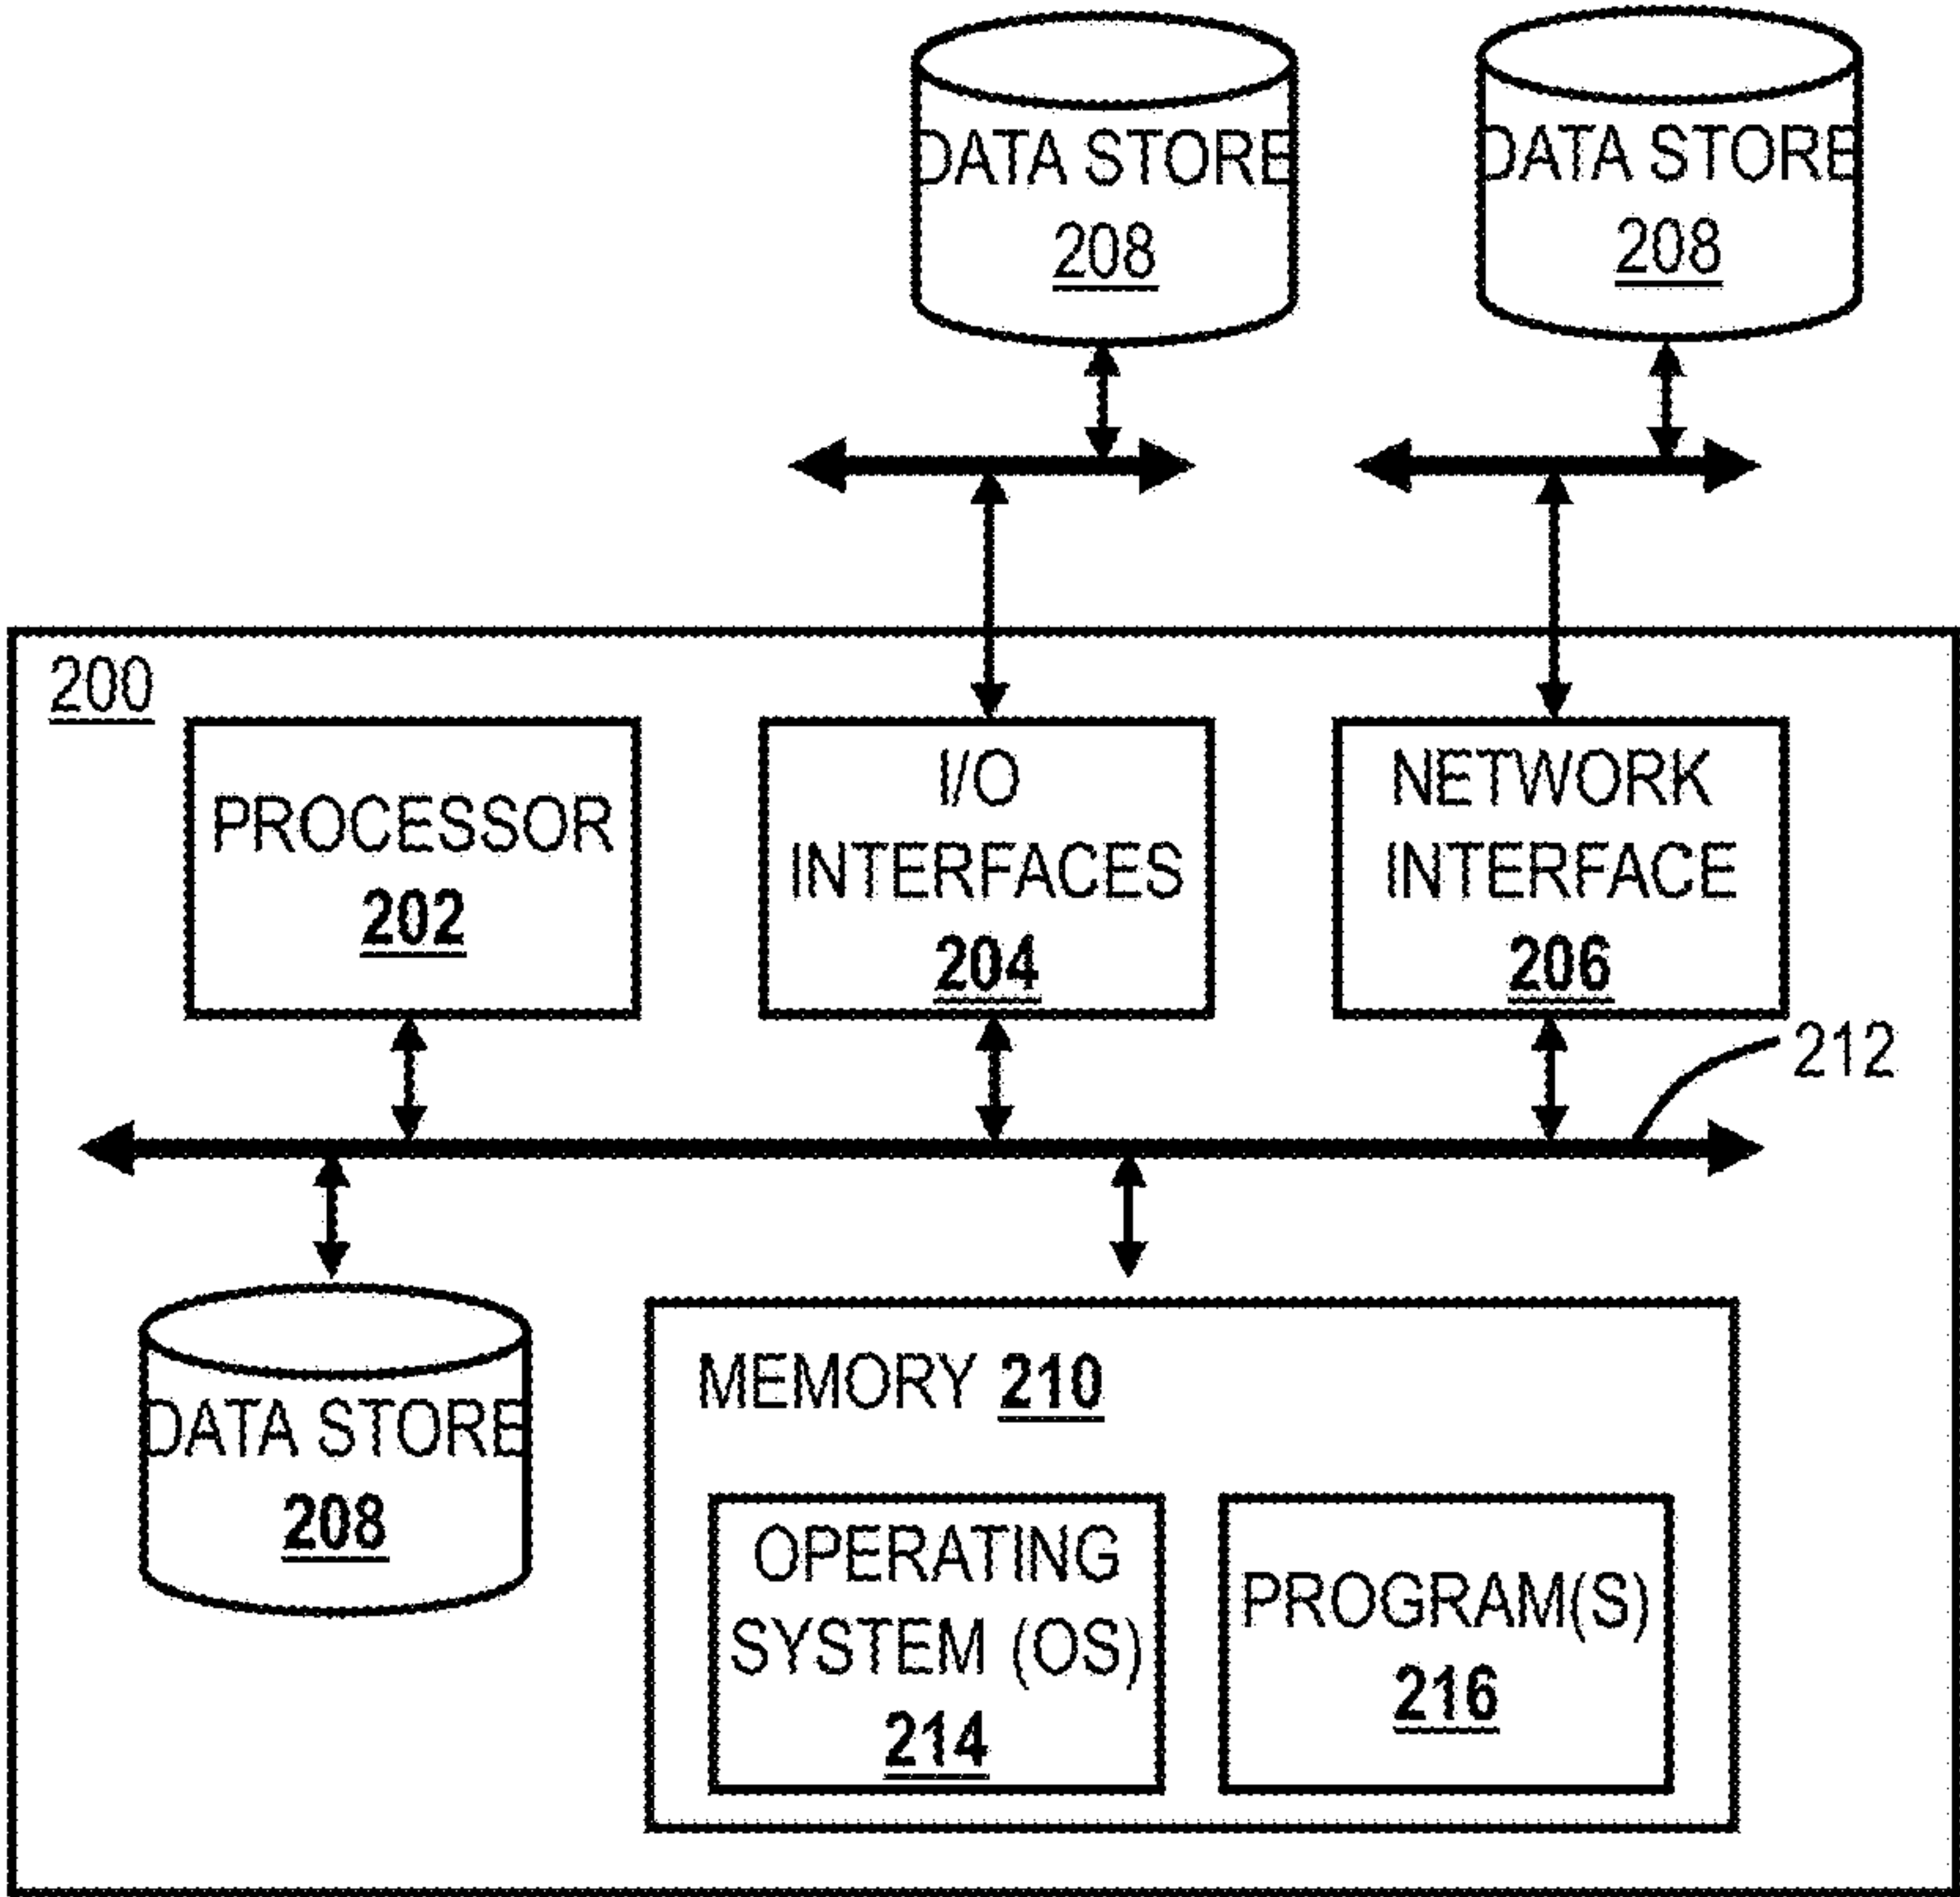 DATA STORE
208
DATA STORE
208
200
PROCESSOR
202
I/O
INTERFACES
204
NETWORK
INTERFACE
206
212
DATA STORE
208
MEMORY 210
OPERATING
SYSTEM (OS)
214
PROGRAM(S)
216